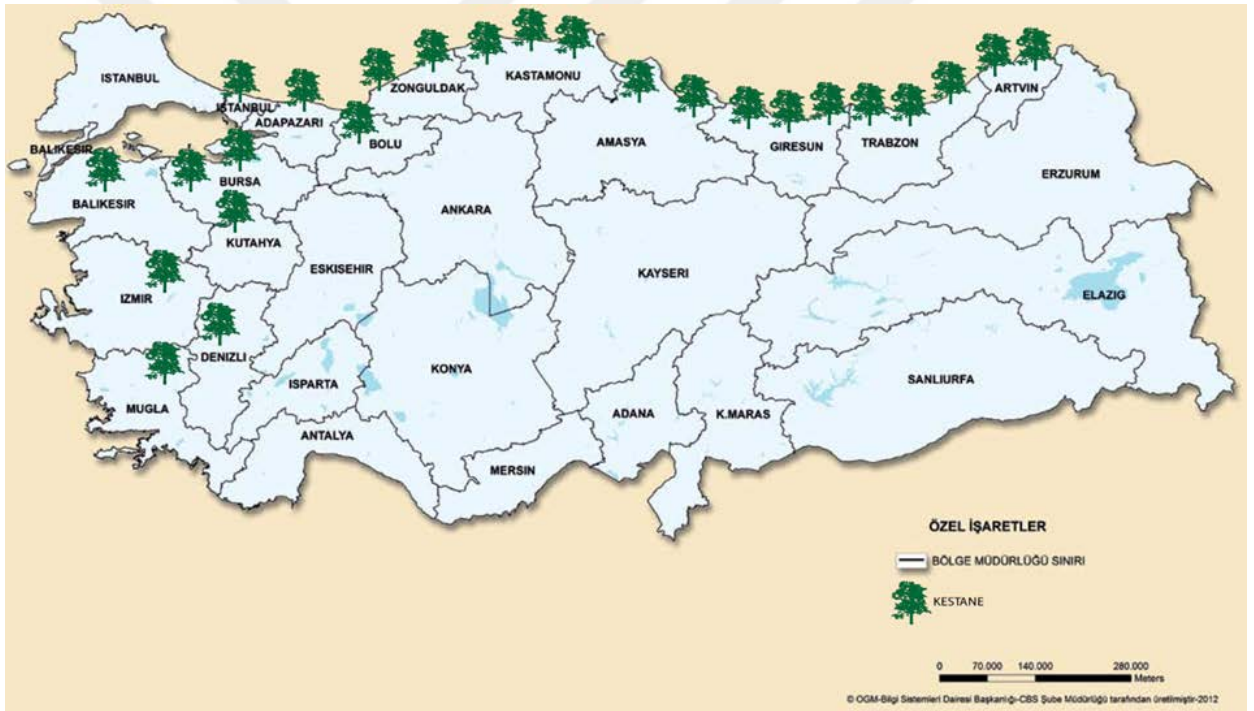 ISTANBUL
ZONGULDAK
KASTAMONU
ARTVIN
ISTANBUL
ADAPAZARI
BALIKESIR
BOLU
AMASYA
GIRESUN
TRABZON
BURSA
ERZURUM
BALIKESIR
ANKARA
KUTAHYA
ESKISEHIR
KAYSERI
IZMIR
ELAZIG
DENIZLI
KONYA
ISPARTA
SANLIURFA
MUGLA
ADANA
K.MARAS
ANTALYA
MERSIN
ÖZEL İŞARETLER
BÖLGE MÜDÜRLÜĞÜ SINIRI
KESTANE
0 70.000 140.000 280.000
Meters
© OGM-Bilgi Sistemleri Dairesi Başkanlığı-CBS Şube Müdürlüğü tarafından üretilmiştir-2012